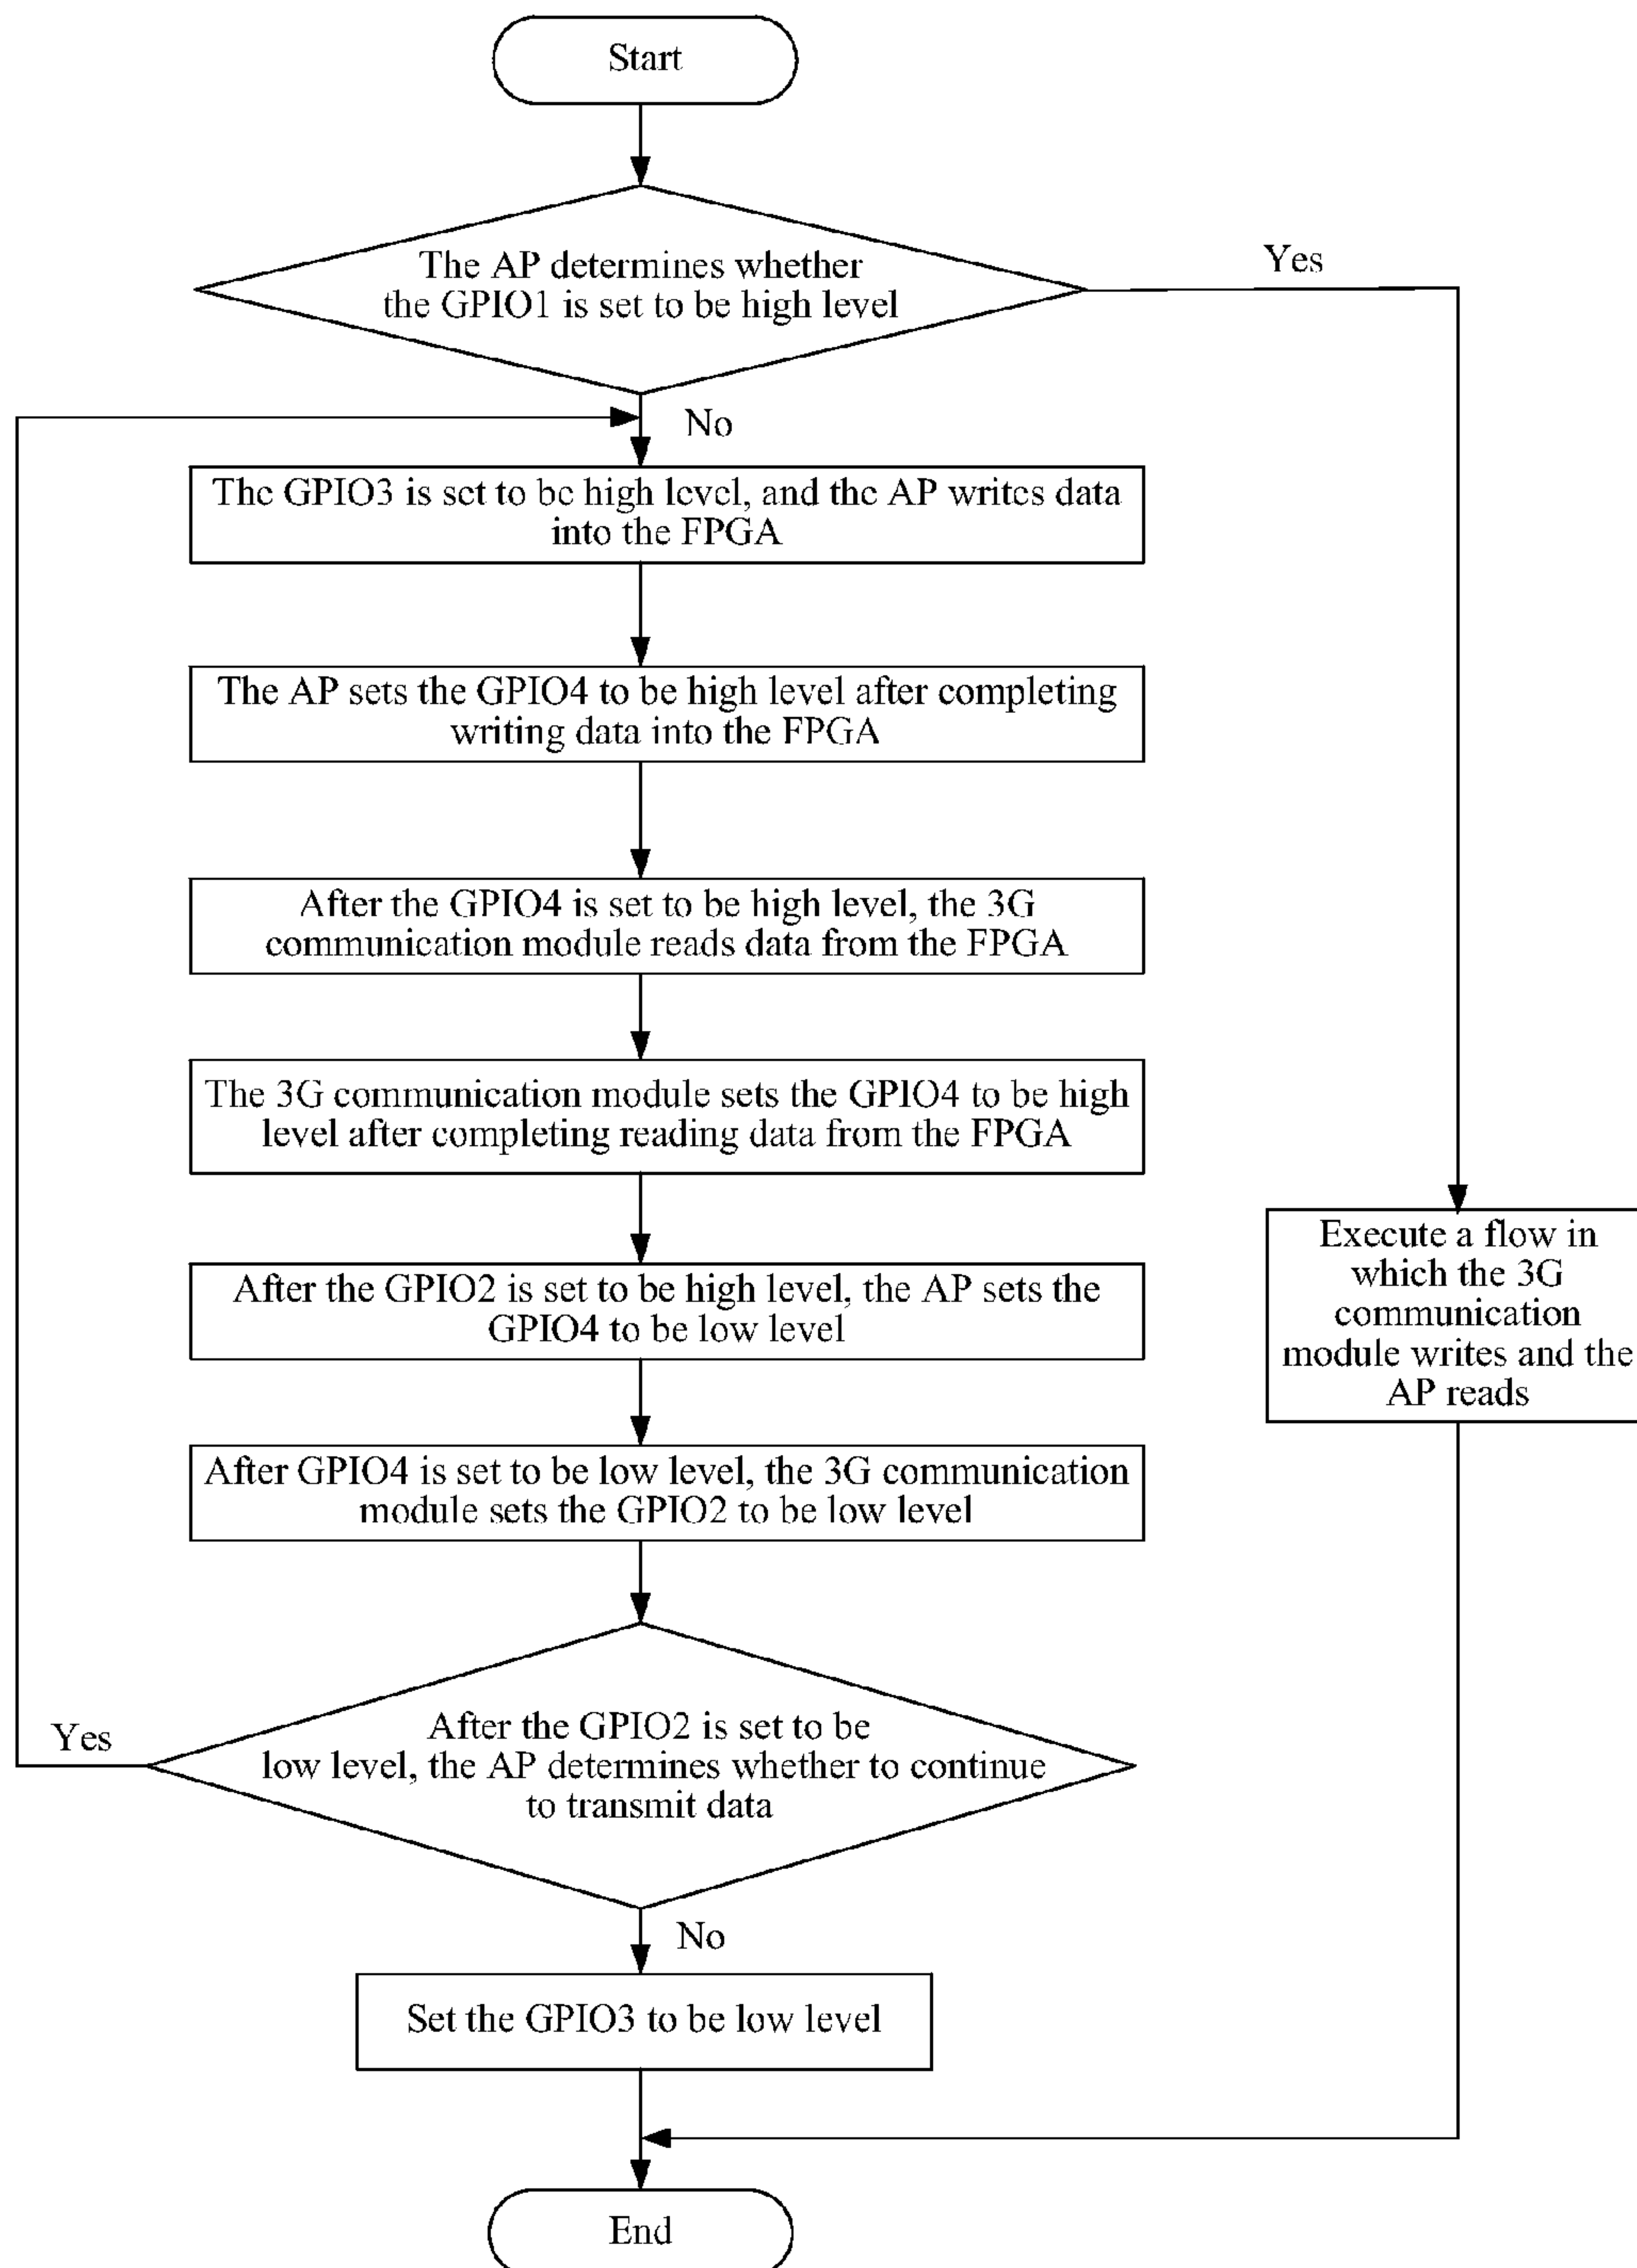 Start
The AP determines whether
the GPIO1 is set to be high level
Yes
No
The GPIO3 is set to be high level, and the AP writes data
into the FPGA
The AP sets the GPIO4 to be high level after completing
writing data into the FPGA
After the GPIO4 is set to be high level, the 3G
communication module reads data from the FPGA
The 3G communication module sets the GPIO4 to be high
level after completing reading data from the FPGA
Execute a flow in
which the 3G
communication
module writes and the
AP reads
After the GPIO2 is set to be high level, the AP sets the
GPIO4 to be low level
After GPIO4 is set to be low level, the 3G communication
module sets the GPIO2 to be low level
After the GPIO2 is set to be
low level, the AP determines whether to continue
to transmit data
Yes
No
Set the GPIO3 to be low level
End